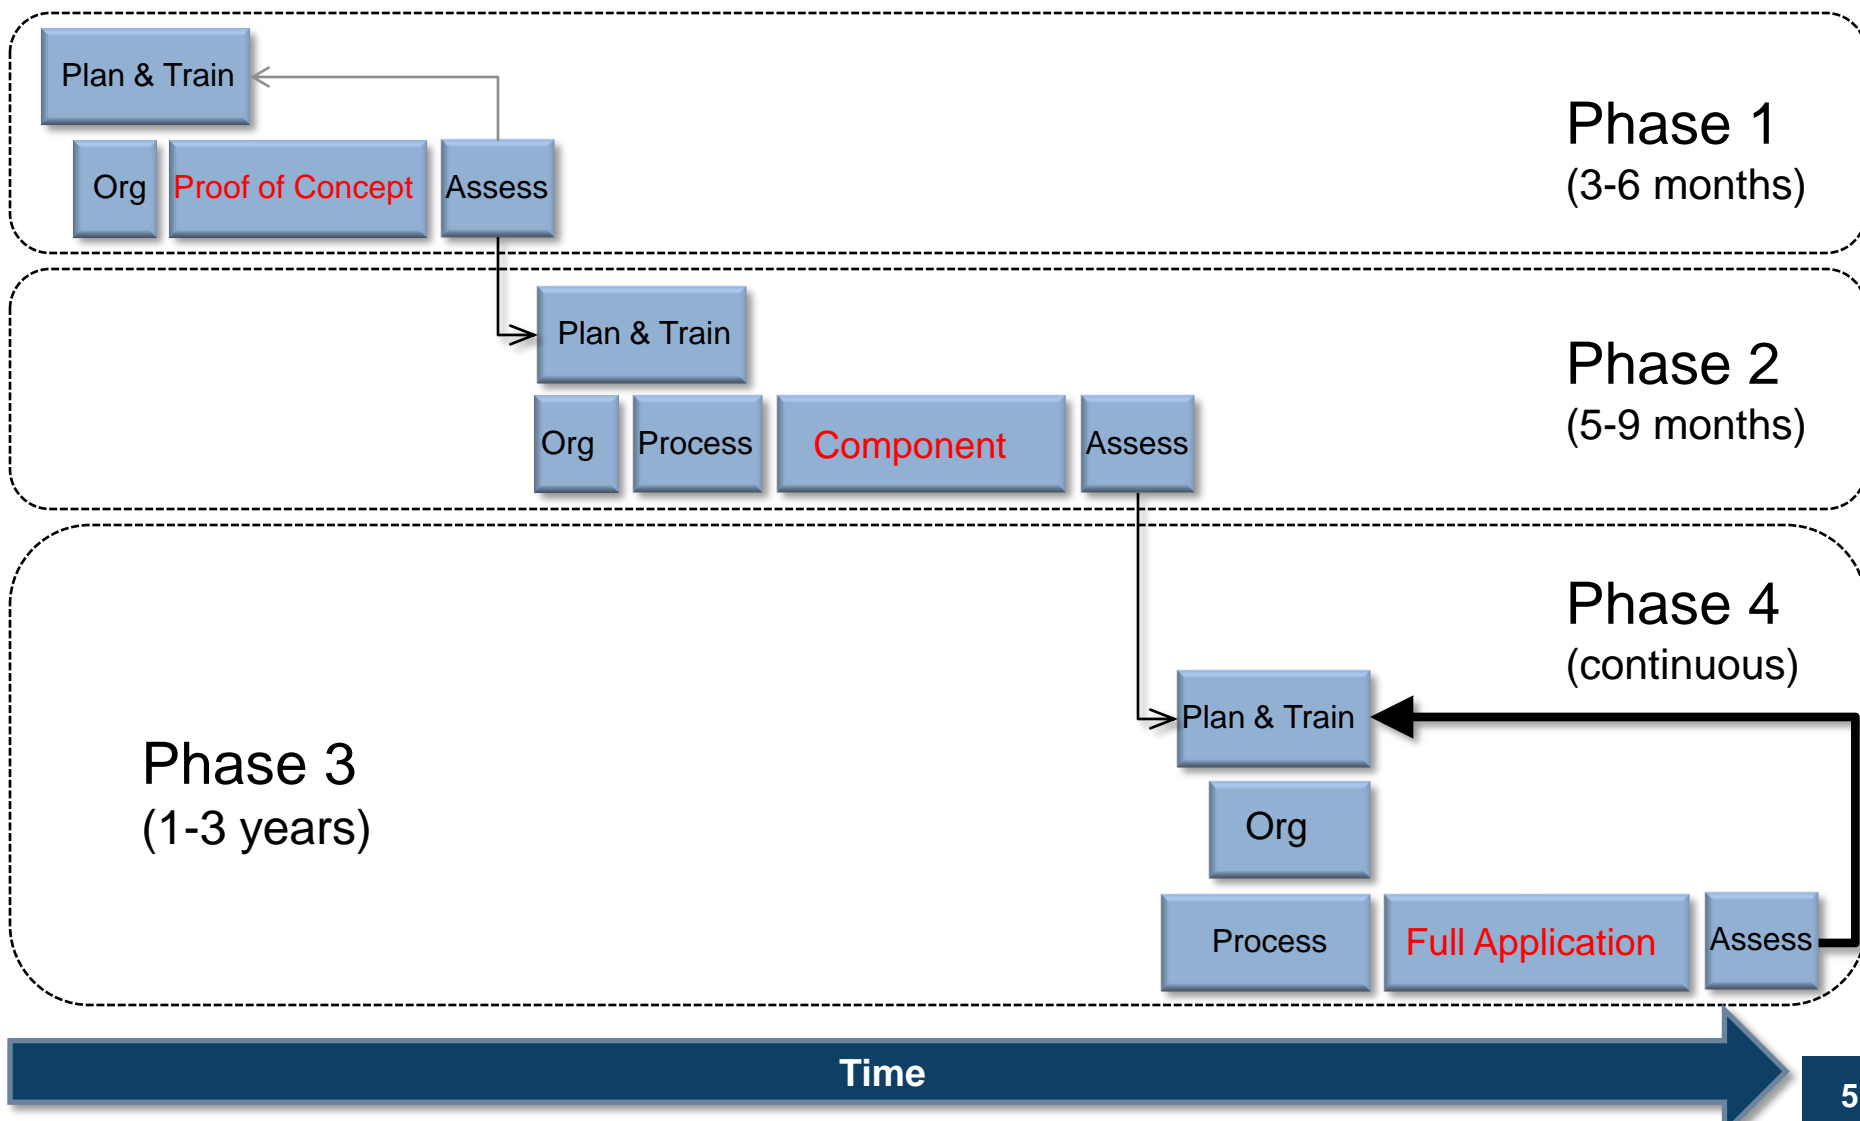 Plan & Train
Phase 1
(3-6 months)
Org
Proof of Concept
Assess
Plan & Train
Phase 2
(5-9 months)
Org
Process
Component
Assess
Phase 4
(continuous)
Plan & Train
Phase 3
(1-3 years)
Org
Process
Full Application
Assess
Time
5